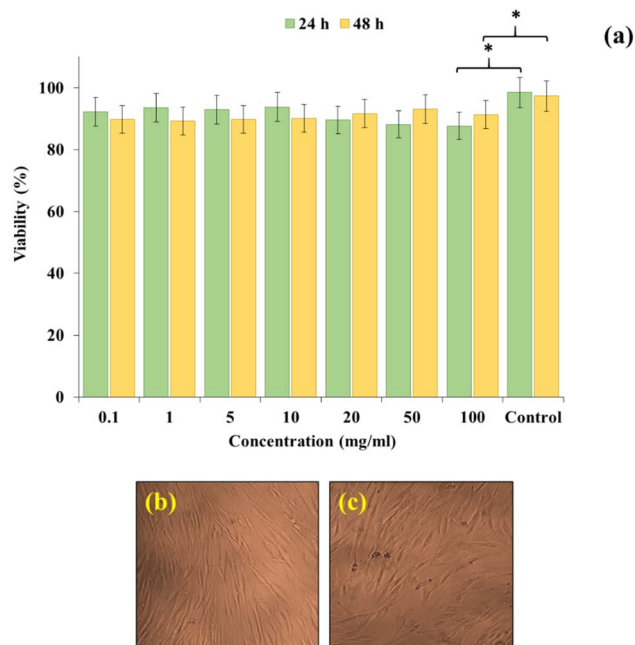 24 h 48 h
(a)
*
*
100
80
60
40
20
0
Viability (%)
0.1 1 5 10 20 50 100 Control
Concentration (mg/ml)
(b) (c)